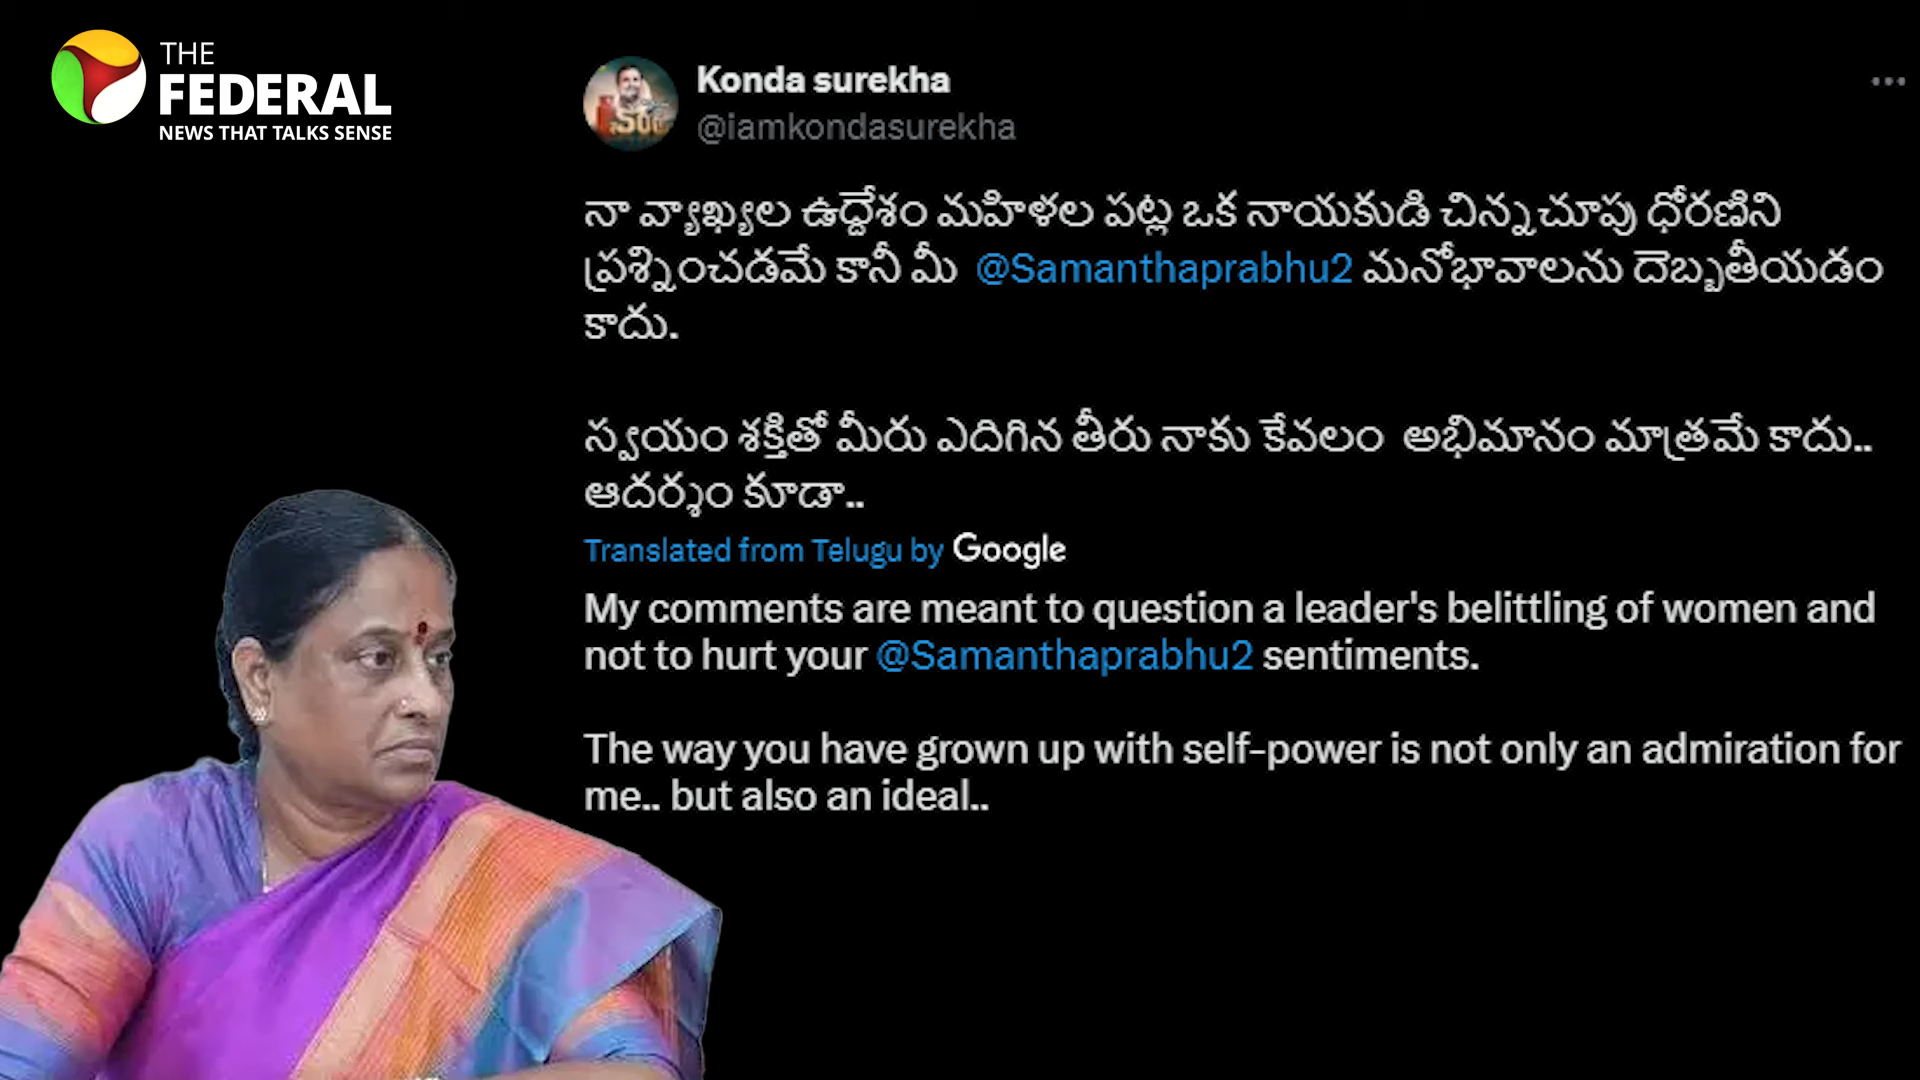 THE
FEDERAL
NEWS THAT TALKS SENSE
Konda surekha
@iamkondasurekha
నా వ్యాఖ్యల ఉద్దేశం మహిళల పట్ల ఒక నాయకుడి చిన్నచూపు ధోరణిని
ప్రశ్నించడమే కానీ మీ @Samanthaprabhu2 మనోభావాలను దెబ్బతీయడం
కాదు.
స్వయం శక్తితో మీరు ఎదిగిన తీరు నాకు కేవలం అభిమానం మాత్రమే కాదు..
ఆదర్శం కూడా..
Translated from Telugu by Google
My comments are meant to question a leader's belittling of women and
not to hurt your @Samanthaprabhu2 sentiments.
The way you have grown up with self-power is not only an admiration for
me.. but also an ideal..